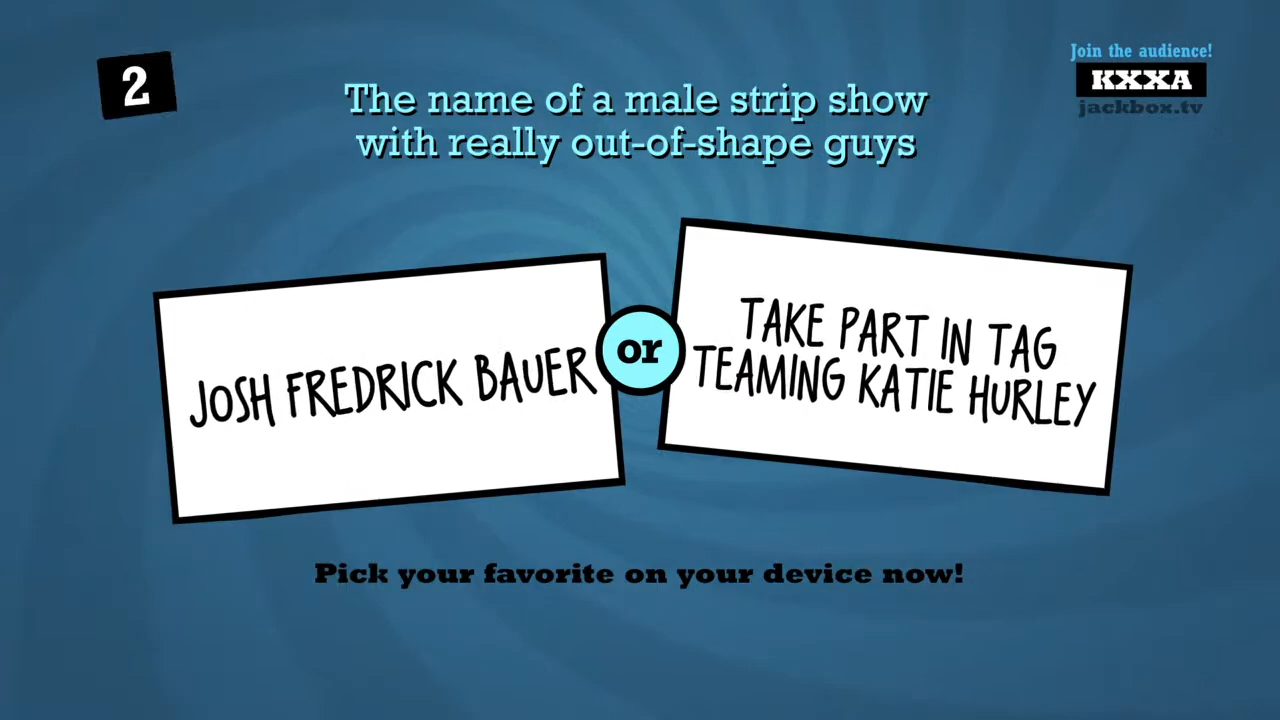 2
Join the audience!
KXXA
jackbox.tv
The name of a male strip show
with really out-of-shape guys
JOSH FREDRICK BAUER
or
TAKE PART IN TAG
TEAMING KATIE HURLEY
Pick your favorite on your device now!